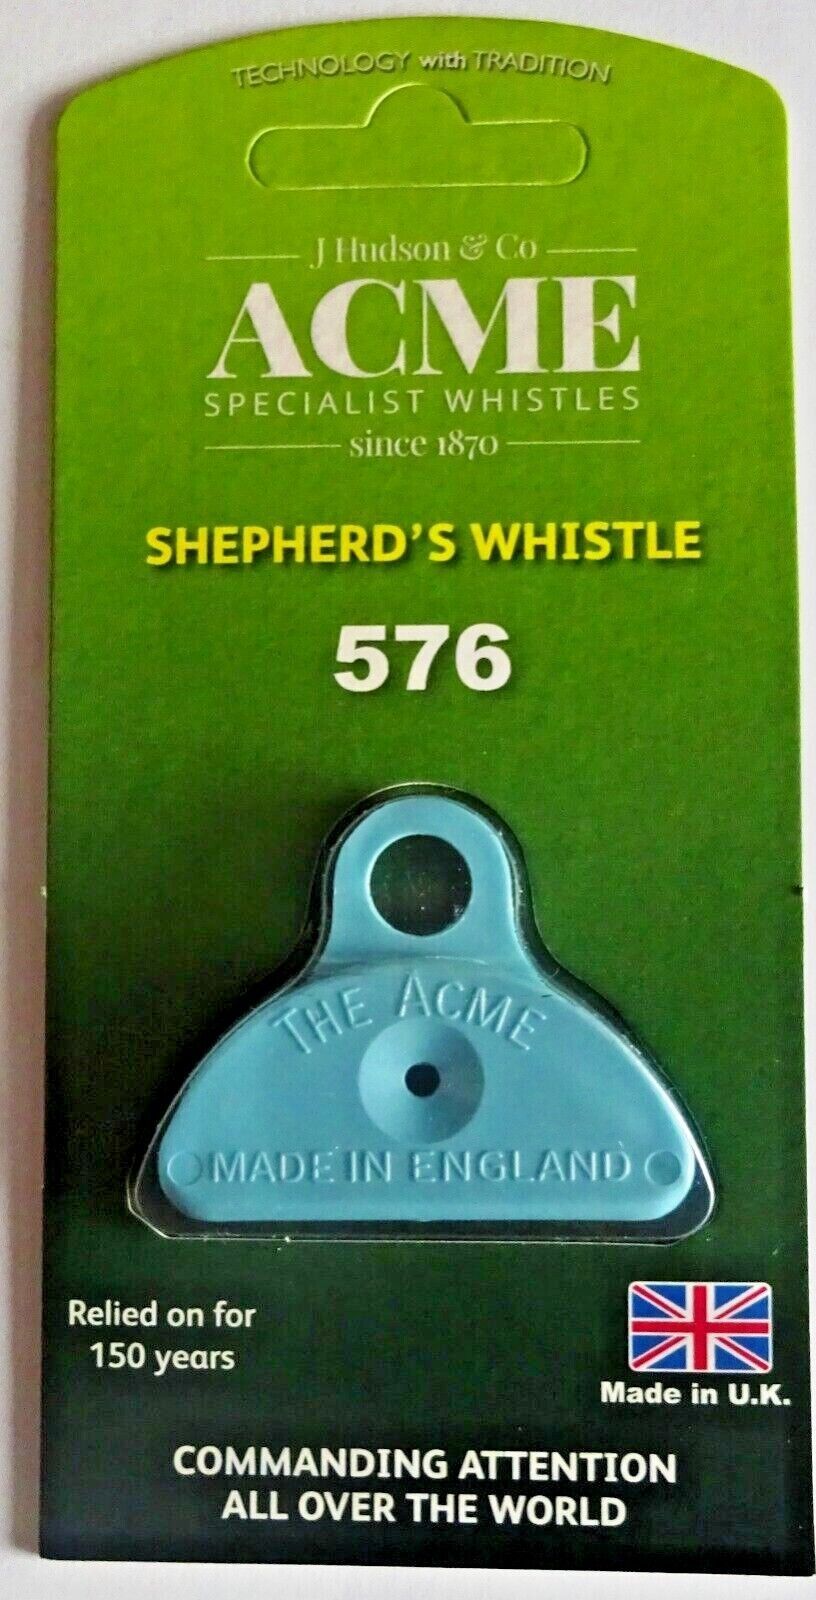 TECHNOLOGY with TRADITION
J Hudson & Co
ACME
SPECIALIST WHISTLES
since 1870
SHEPHERD'S WHISTLE
576
THE ACME
MADE IN ENGLAND
Relied on for
150 years
Made in U.K.
COMMANDING ATTENTION
ALL OVER THE WORLD